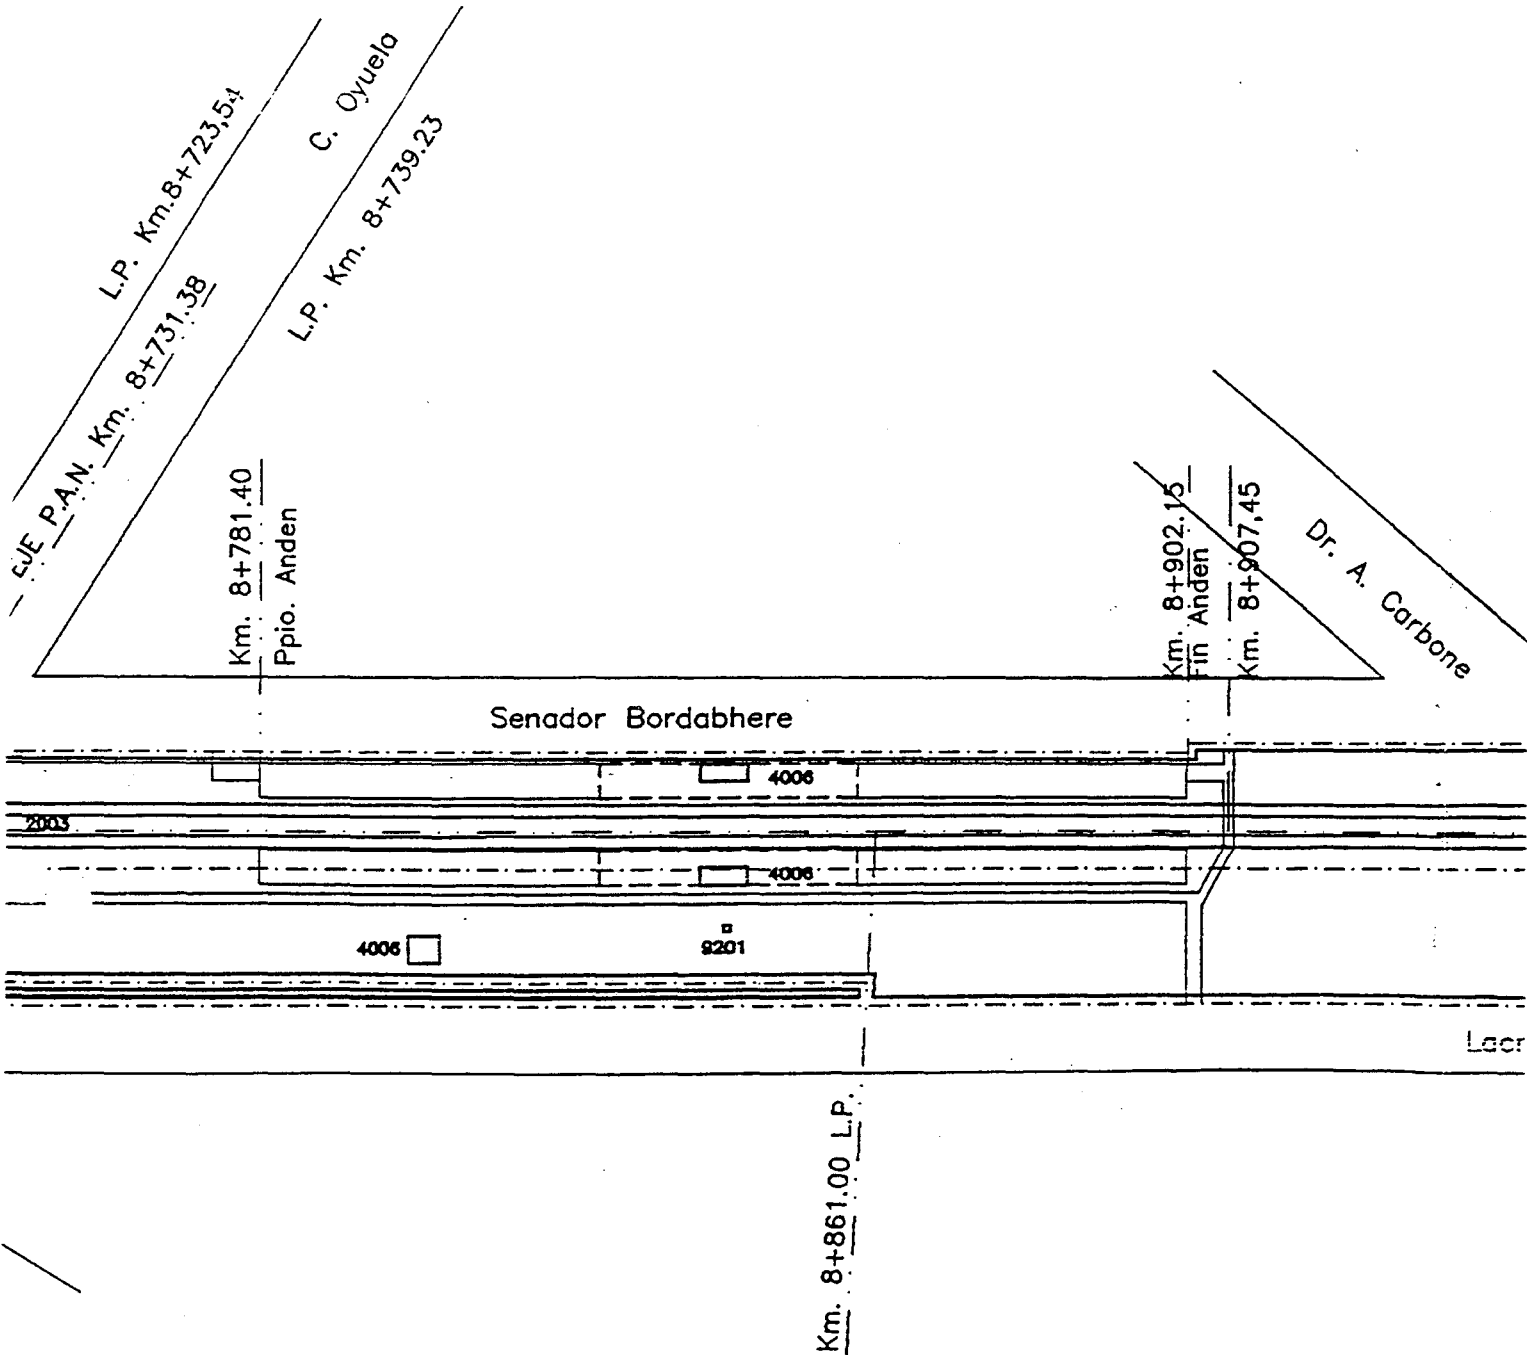 L.P. Km.8+723,54
C. Oyuela
EJE P.A.N. Km. 8+731.38
L.P. Km. 8+739.23
Km. 8+781.40
Ppio. Anden
Km. 8+902.15
Fin Anden
Km. 8+907,45
Dr. A. Carbone
Senador Bordabhere
4006
2003
4006
4006
9201
Lacr
Km. 8+861.00 L.P.